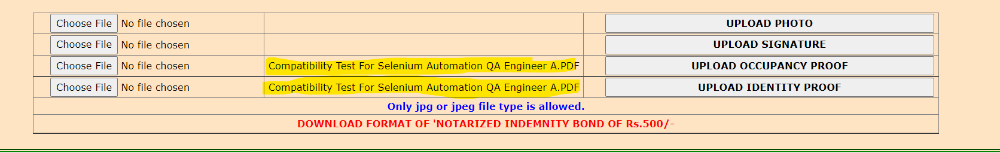 Choose File No file chosen UPLOAD PHOTO
Choose File No file chosen UPLOAD SIGNATURE
Choose File No file chosen Compatibility Test For Selenium Automation QA Engineer A.PDF UPLOAD OCCUPANCY PROOF
Choose File No file chosen Compatibility Test For Selenium Automation QA Engineer A.PDF UPLOAD IDENTITY PROOF
Only jpg or jpeg file type is allowed.
DOWNLOAD FORMAT OF 'NOTARIZED INDEMNITY BOND OF Rs.500/-